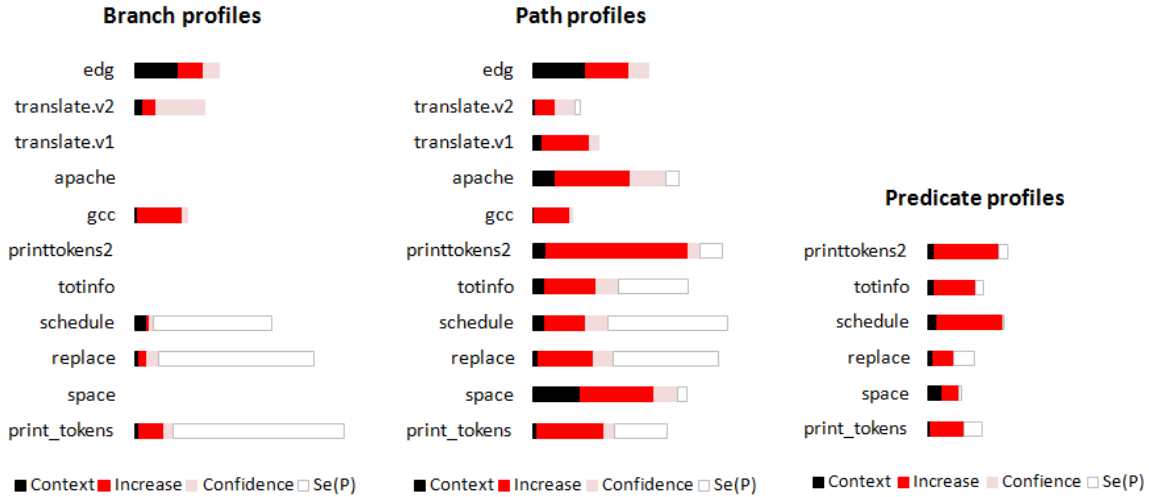 Branch profiles
edg
translate.v2
translate.v1
apache
gcc
printtokens2
totinfo
schedule
replace
space
print_tokens
Context Increase Confidence Se(P)
Path profiles
edg
translate.v2
translate.v1
apache
gcc
printtokens2
totinfo
schedule
replace
space
print_tokens
Context Increase Confidence Se(P)
Predicate profiles
printtokens2
totinfo
schedule
replace
space
print_tokens
Context Increase Confience Se(P)